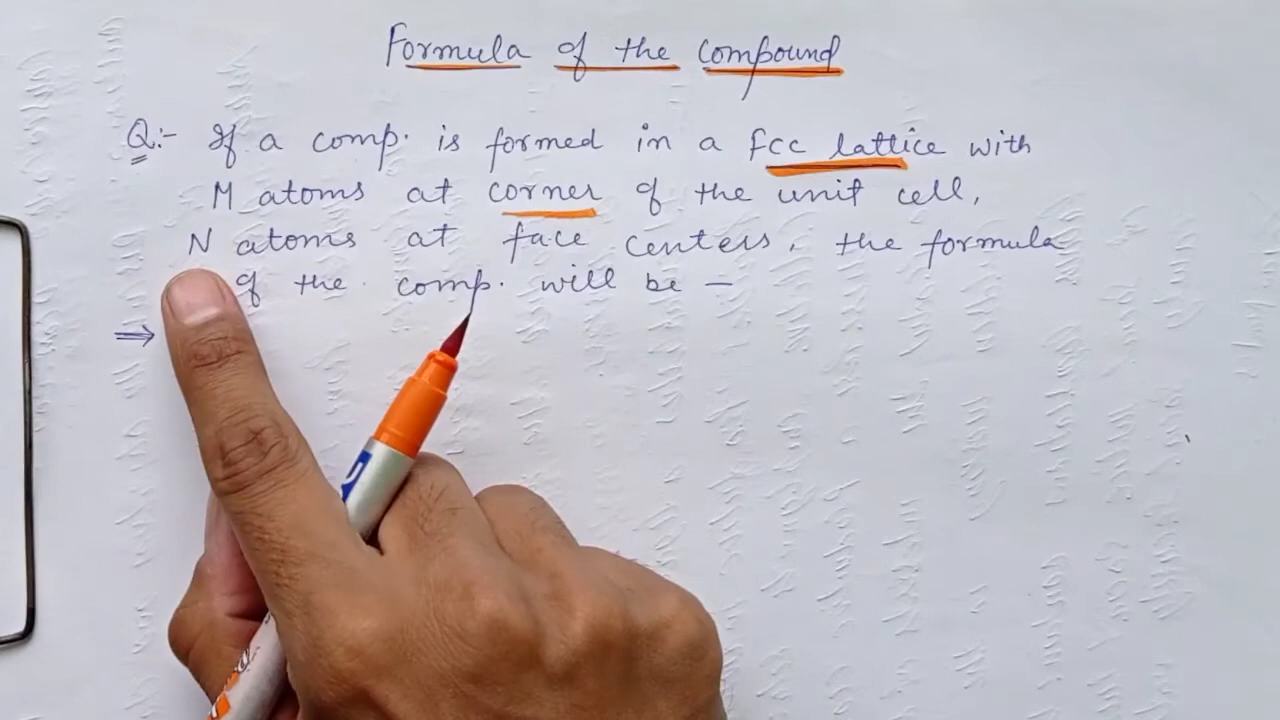 Formula of the compound
Q:- If a comp. is formed in a fcc lattice with
M atoms at corner of the unit cell,
N atoms at face centers, the formula
of the comp. will be –
⇒